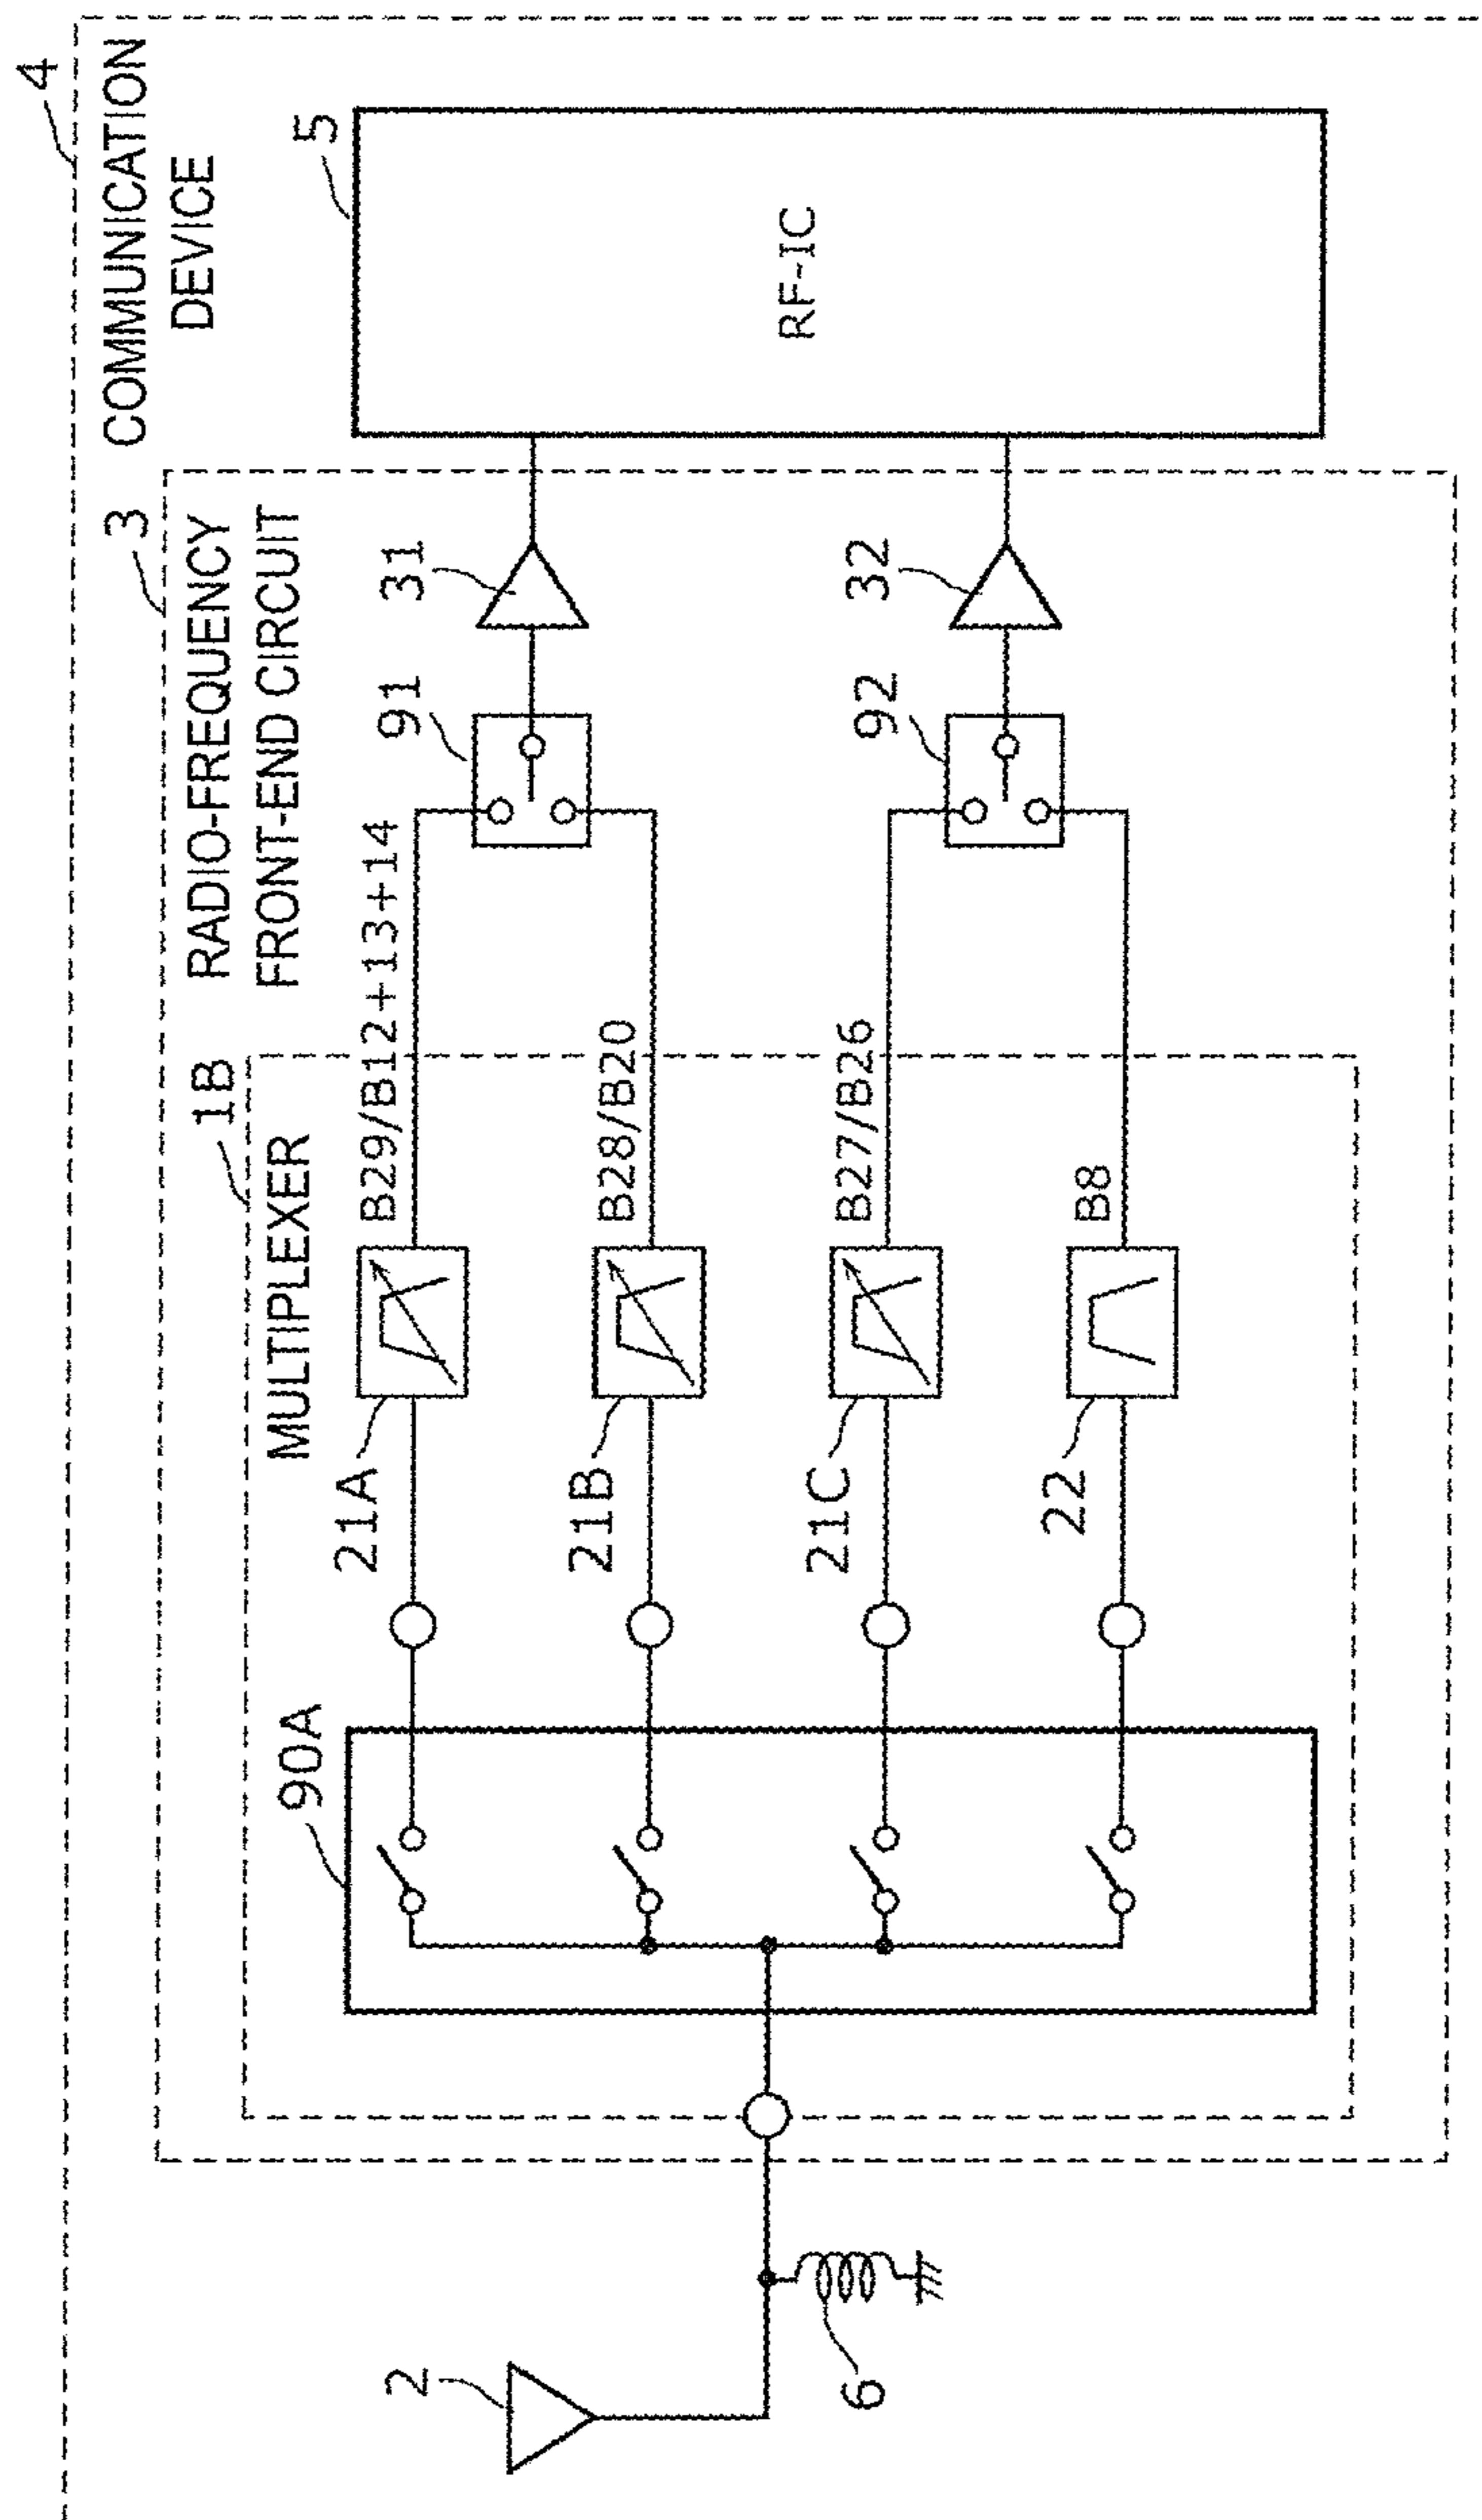 4
COMMUNICATION
DEVICE
3
RADIO-FREQUENCY
FRONT-END CIRCUIT
1B
MULTIPLEXER
5
RF-IC
90A
21A
B29/B12+13+14
91
31
21B
B28/B20
21C
B27/B26
92
32
22
B8
2
6